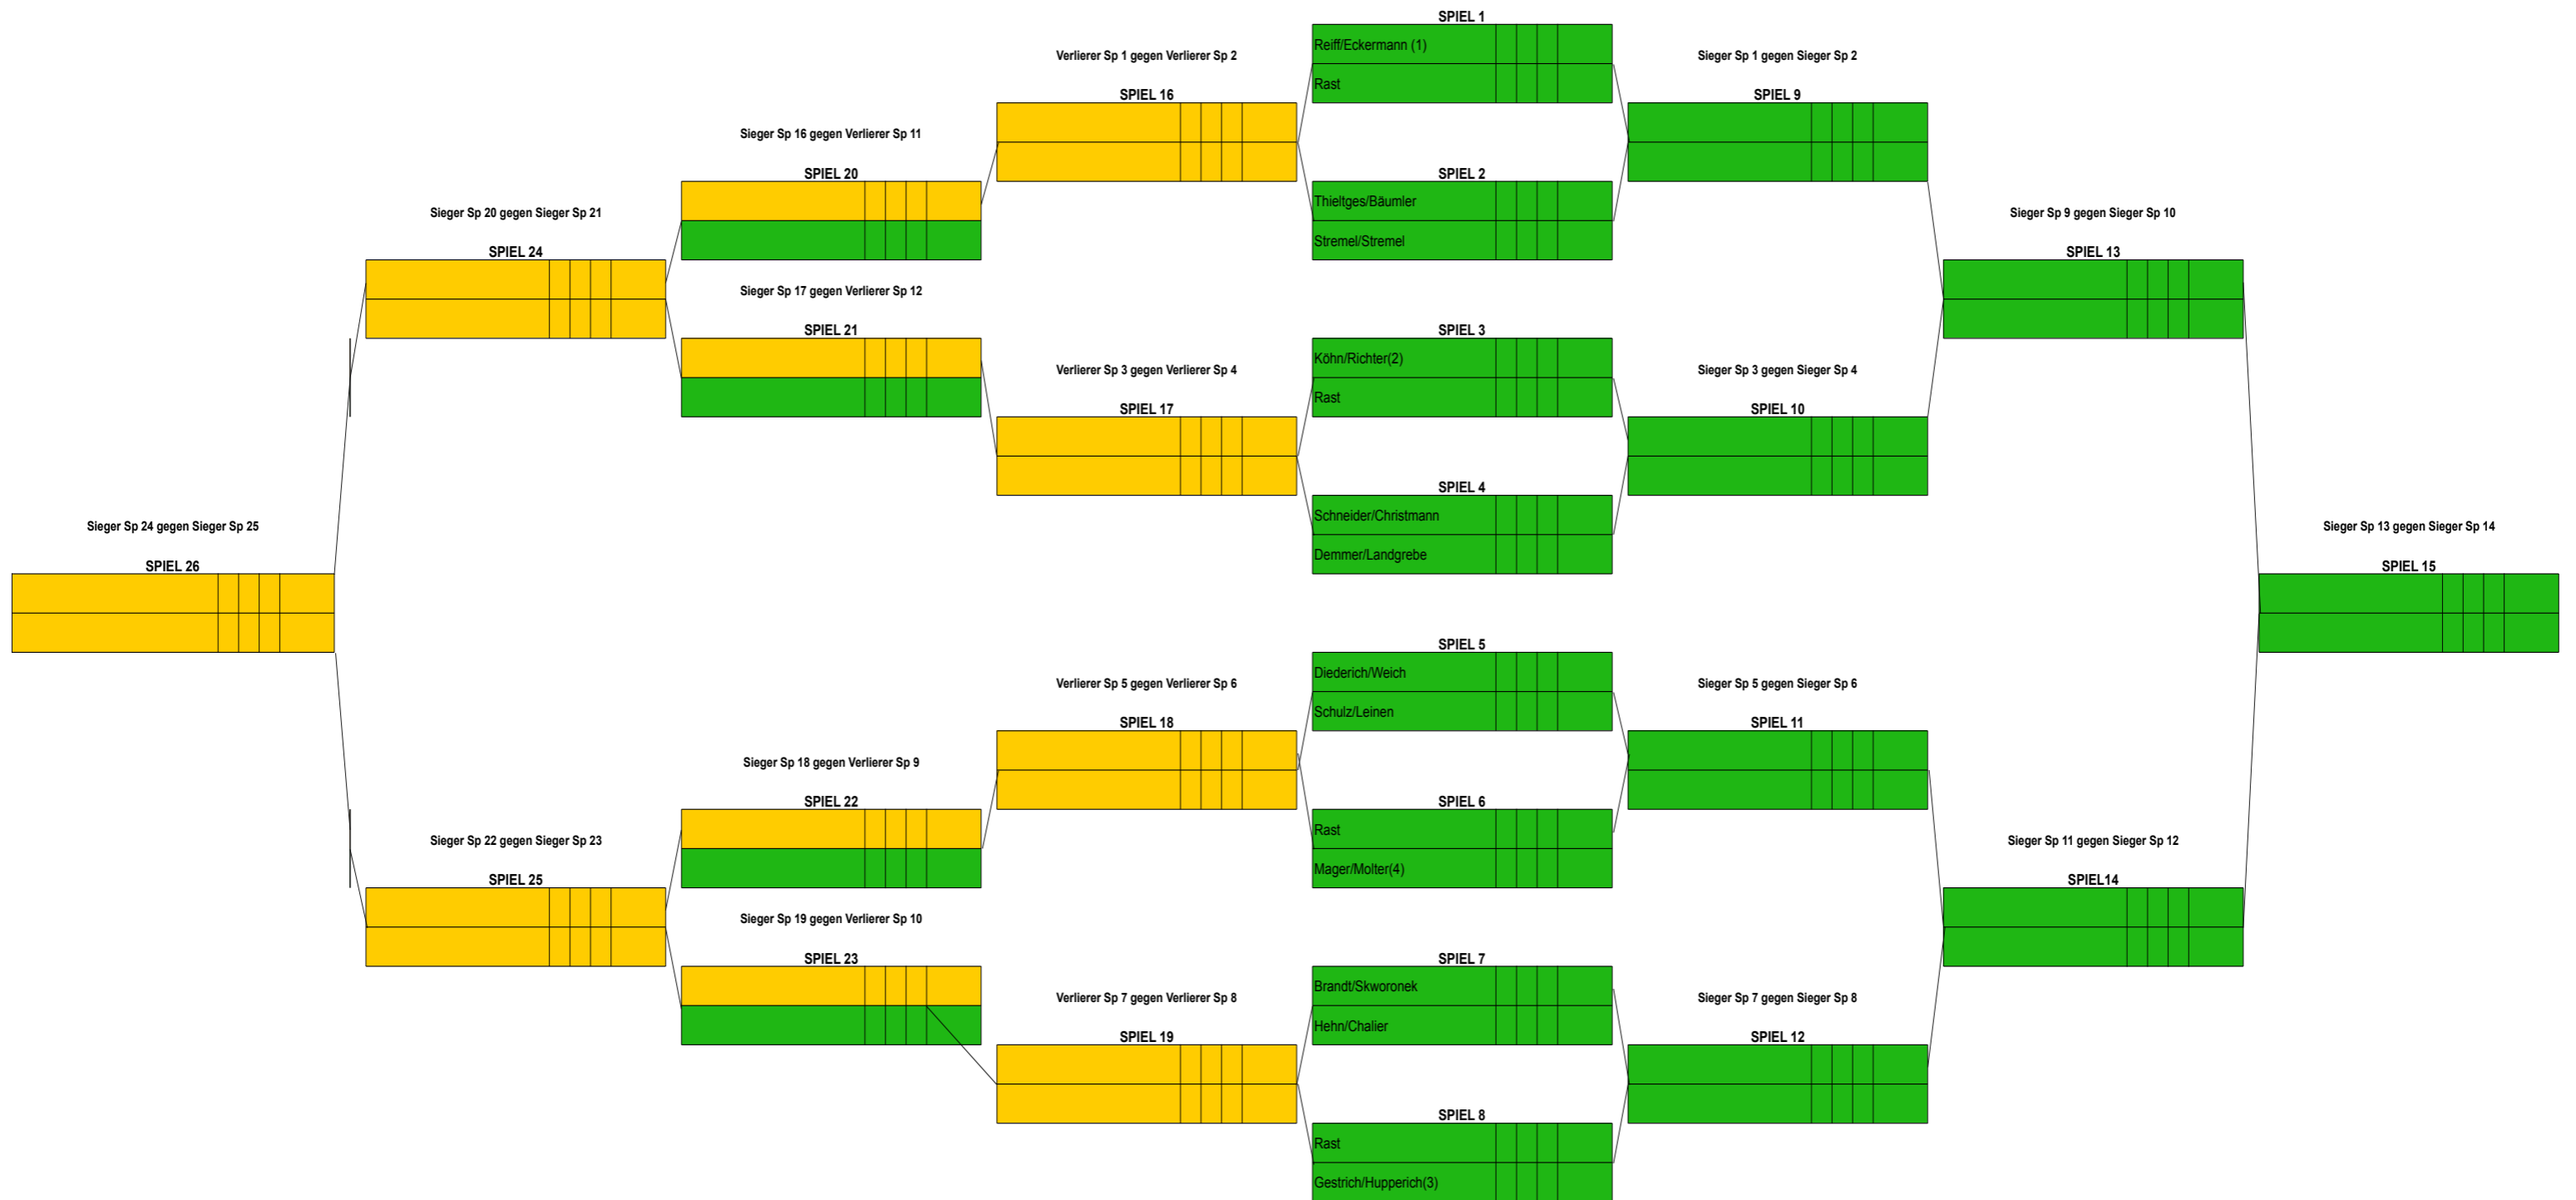 SPIEL 1
Reiff/Eckermann (1)
Verlierer Sp 1 gegen Verlierer Sp 2
Sieger Sp 1 gegen Sieger Sp 2
Rast
SPIEL 16
SPIEL 9
Sieger Sp 16 gegen Verlierer Sp 11
SPIEL 20
SPIEL 2
Thieltges/Bäumler
Sieger Sp 20 gegen Sieger Sp 21
Sieger Sp 9 gegen Sieger Sp 10
Stremel/Stremel
SPIEL 24
SPIEL 13
Sieger Sp 17 gegen Verlierer Sp 12
SPIEL 21
SPIEL 3
Köhn/Richter(2)
Verlierer Sp 3 gegen Verlierer Sp 4
Sieger Sp 3 gegen Sieger Sp 4
Rast
SPIEL 17
SPIEL 10
SPIEL 4
Schneider/Christmann
Sieger Sp 24 gegen Sieger Sp 25
Sieger Sp 13 gegen Sieger Sp 14
Demmer/Landgrebe
SPIEL 26
SPIEL 15
SPIEL 5
Diederich/Weich
Verlierer Sp 5 gegen Verlierer Sp 6
Sieger Sp 5 gegen Sieger Sp 6
Schulz/Leinen
SPIEL 18
SPIEL 11
Sieger Sp 18 gegen Verlierer Sp 9
SPIEL 22
SPIEL 6
Rast
Sieger Sp 22 gegen Sieger Sp 23
Sieger Sp 11 gegen Sieger Sp 12
Mager/Molter(4)
SPIEL 25
SPIEL14
Sieger Sp 19 gegen Verlierer Sp 10
SPIEL 23
SPIEL 7
Brandt/Skworonek
Verlierer Sp 7 gegen Verlierer Sp 8
Sieger Sp 7 gegen Sieger Sp 8
Hehn/Chalier
SPIEL 19
SPIEL 12
SPIEL 8
Rast
Gestrich/Hupperich(3)